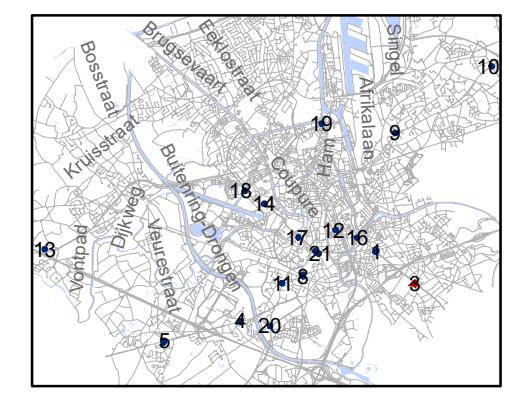 Eeklostraat
Brugsevaart
Singel
Bosstraat
10
Afrikalaan
19
9
Kruisstraat
Ham
Buitenring-Drongen
Coupure
18
14
Dijkweg
Veurestraat
12
17
16
1
13
21
Vontpad
8
11
3
4
20
5